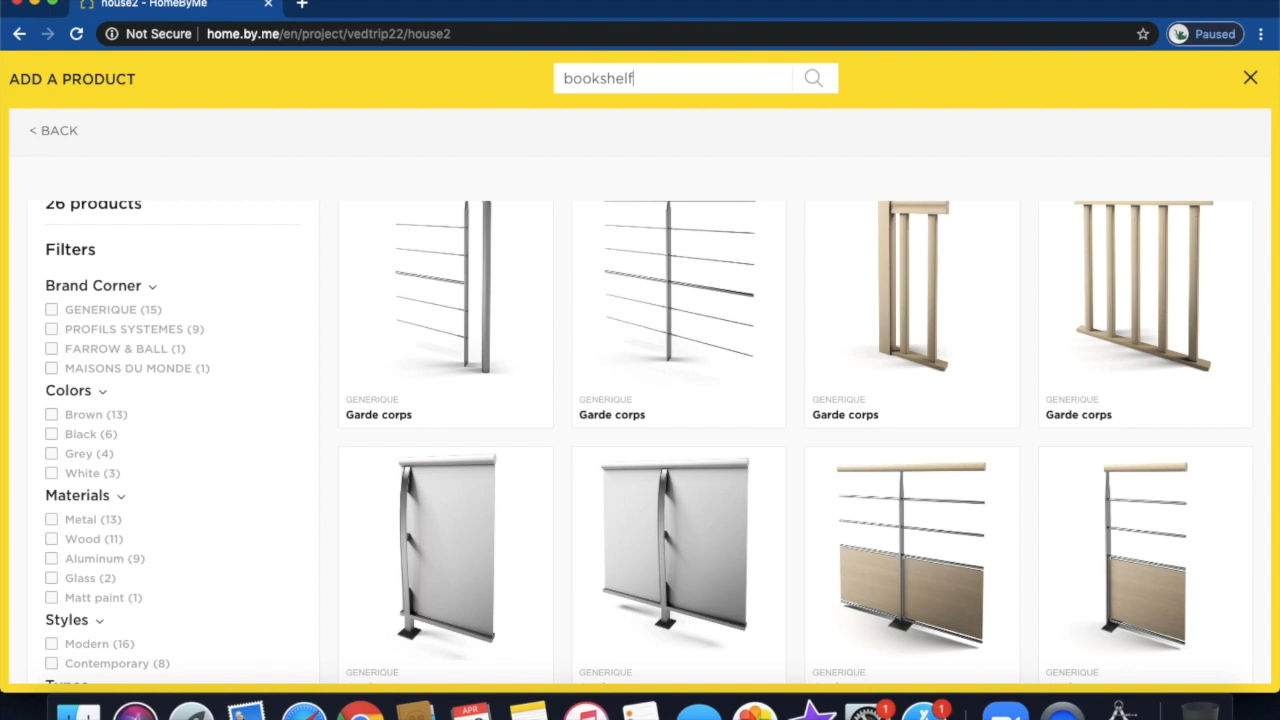 house2 - HomeByMe
Not Secure
home.by.me/en/project/vedtrip22/house2
Paused
ADD A PRODUCT
bookshelf
< BACK
26 products
Filters
Brand Corner
GENERIQUE (15)
PROFILS SYSTEMES (9)
FARROW & BALL (1)
MAISONS DU MONDE (1)
Colors
Brown (13)
Black (6)
Grey (4)
White (3)
Materials
Metal (13)
Wood (11)
Aluminum (9)
Glass (2)
Matt paint (1)
Styles
Modern (16)
Contemporary (8)
GENERIQUE
Garde corps
GENERIQUE
Garde corps
GENERIQUE
Garde corps
GENERIQUE
Garde corps
GENERIQUE
GENERIQUE
GENERIQUE
GENERIQUE
APR
1
1